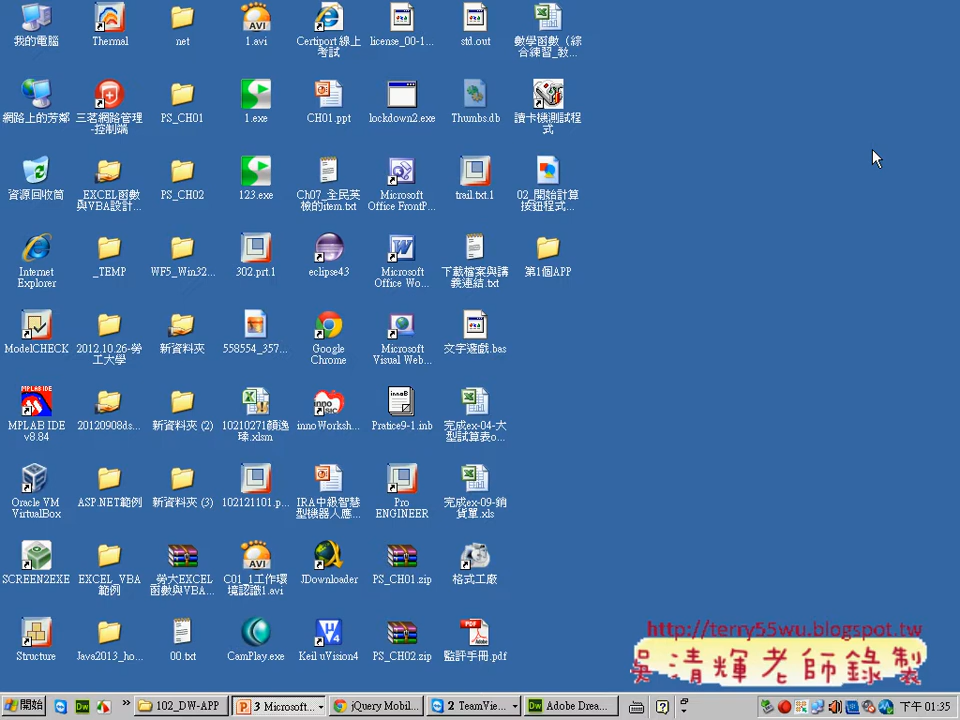 我的電腦
Thermal
net
1.avi
Certiport 線上
考試
license_00-1...
std.out
數學函數（綜
合練習_教...
網路上的芳鄰
三茗網路管理
-控制端
PS_CH01
1.exe
CH01.ppt
lockdown2.exe
Thumbs.db
讀卡機測試程
式
資源回收筒
_EXCEL函數
與VBA設計...
PS_CH02
123.exe
Ch07_全民英
檢的item.txt
Microsoft
Office FrontP...
trail.txt.1
02_開始計算
按鈕程式...
Internet
Explorer
_TEMP
WF5_Win32...
302.prt.1
eclipse43
Microsoft
Office Wo...
下載檔案與講
義連結.txt
第1個APP
ModelCHECK
2012.10.26-勞
工大學
新資料夾
558554_357...
Google
Chrome
Microsoft
Visual Web...
文字遊戲.bas
MPLAB IDE
MPLAB IDE
v8.84
20120908ds...
新資料夾 (2)
10210271顏逸
臻.xlsm
innoWorksh...
Pratice9-1.inb
完成ex-04-大
型試算表o...
Oracle VM
VirtualBox
ASP.NET範例
新資料夾 (3)
102121101.p...
IRA中級智慧
型機器人應...
Pro
ENGINEER
完成ex-09-銷
貨單.xls
SCREEN2EXE
EXCEL_VBA
範例
_勞大EXCEL
函數與VBA...
C01_1工作環
境認識1.avi
JDownloader
PS_CH01.zip
格式工廠
Structure
Java2013_ho...
00.txt
CamPlay.exe
Keil uVision4
PS_CH02.zip
監評手冊.pdf
http://terry55wu.blogspot.tw
吳清輝老師錄製
開始
102_DW-APP
3 Microsoft...
jQuery Mobil...
2 TeamVie...
Adobe Drea...
下午 01:35